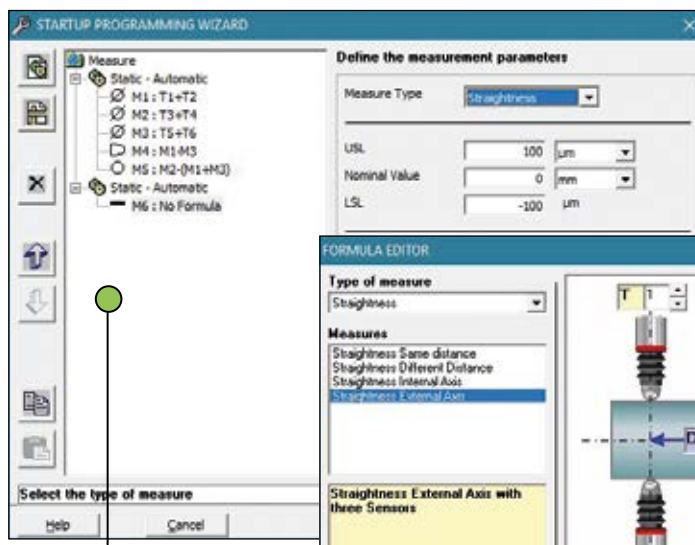 STARTUP PROGRAMMING WIZARD
Measure
Static - Automatic
M1 : T1+T2
M2 : T3+T4
M3 : T5+T6
M4 : M1-M3
M5 : M2-(M1+M3)
Static - Automatic
M6 : No Formula
Define the measurement parameters
Measure Type Straightness
USL 100 µm
Nominal Value 0 mm
LSL -100 µm
Select the type of measure
Help Cancel
FORMULA EDITOR
Type of measure
Straightness
Measures
Straightness Same distance
Straightness Different Distance
Straightness Internal Axis
Straightness External Axis
Straightness External Axis with
three Sensors
T 1
D